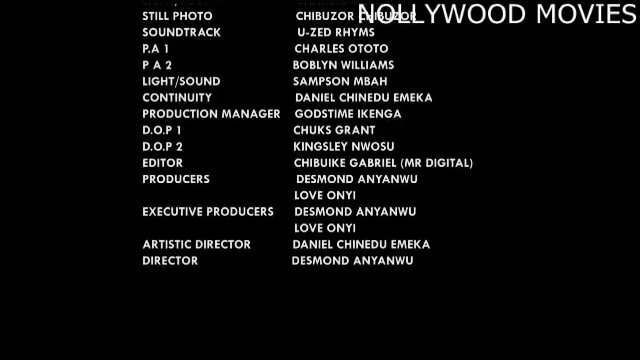 NOLLYWOOD MOVIES
STILL PHOTO CHIBUZOR CHIBUZOR
SOUNDTRACK U-ZED RHYMS
P.A 1 CHARLES OTOTO
P A 2 BOBLYN WILLIAMS
LIGHT/SOUND SAMPSON MBAH
CONTINUITY DANIEL CHINEDU EMEKA
PRODUCTION MANAGER GODSTIME IKENGA
D.O.P 1 CHUKS GRANT
D.O.P 2 KINGSLEY NWOSU
EDITOR CHIBUIKE GABRIEL (MR DIGITAL)
PRODUCERS DESMOND ANYANWU
LOVE ONYI
EXECUTIVE PRODUCERS DESMOND ANYANWU
LOVE ONYI
ARTISTIC DIRECTOR DANIEL CHINEDU EMEKA
DIRECTOR DESMOND ANYANWU